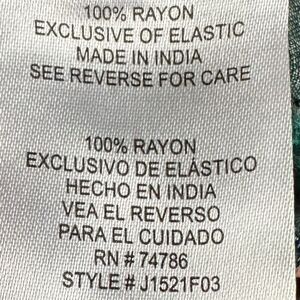 100% RAYON
EXCLUSIVE OF ELASTIC
MADE IN INDIA
SEE REVERSE FOR CARE
100% RAYON
EXCLUSIVO DE ELÁSTICO
HECHO EN INDIA
VEA EL REVERSO
PARA EL CUIDADO
RN # 74786
STYLE # J1521F03